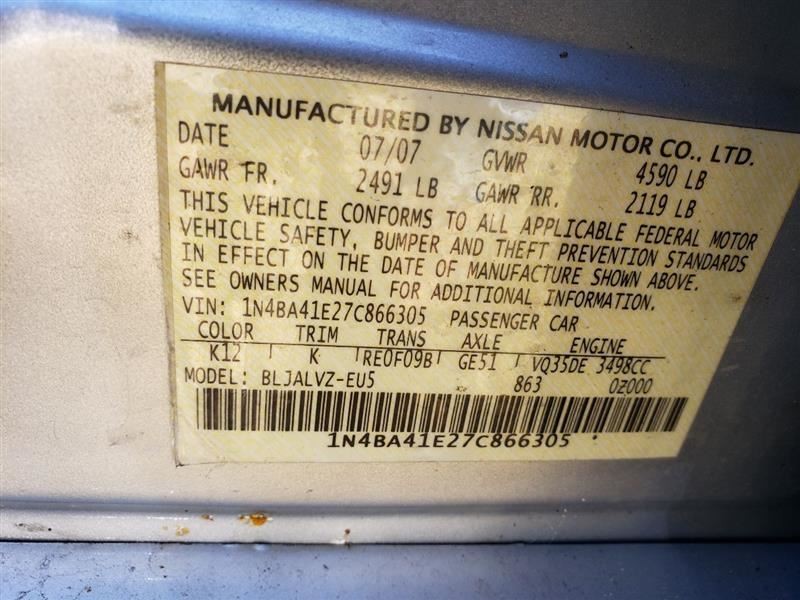 MANUFACTURED BY NISSAN MOTOR CO., LTD.
DATE 07/07 GVWR 4590 LB
GAWR FR. 2491 LB GAWR RR. 2119 LB
THIS VEHICLE CONFORMS TO ALL APPLICABLE FEDERAL MOTOR
VEHICLE SAFETY, BUMPER AND THEFT PREVENTION STANDARDS
IN EFFECT ON THE DATE OF MANUFACTURE SHOWN ABOVE.
SEE OWNERS MANUAL FOR ADDITIONAL INFORMATION.
VIN: 1N4BA41E27C866305 PASSENGER CAR
COLOR TRIM TRANS AXLE ENGINE
K12 K RE0F09B GE51 VQ35DE 3498CC
MODEL: BLJALVZ-EU5 863 0Z000
1N4BA41E27C866305